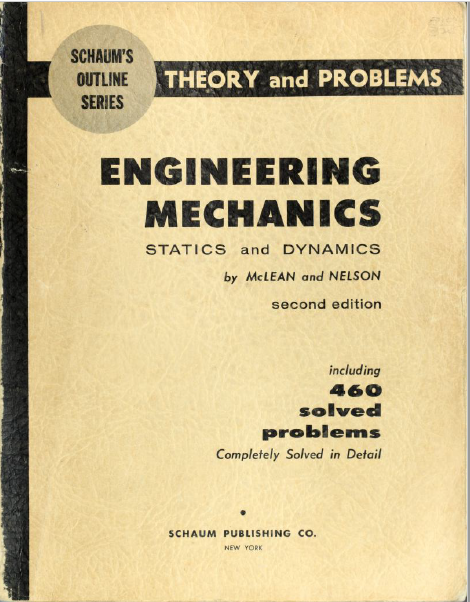 SCHAUM'S
OUTLINE
SERIES
THEORY and PROBLEMS
ENGINEERING
MECHANICS
STATICS and DYNAMICS
by McLEAN and NELSON
second edition
including
460
solved
problems
Completely Solved in Detail
SCHAUM PUBLISHING CO.
NEW YORK